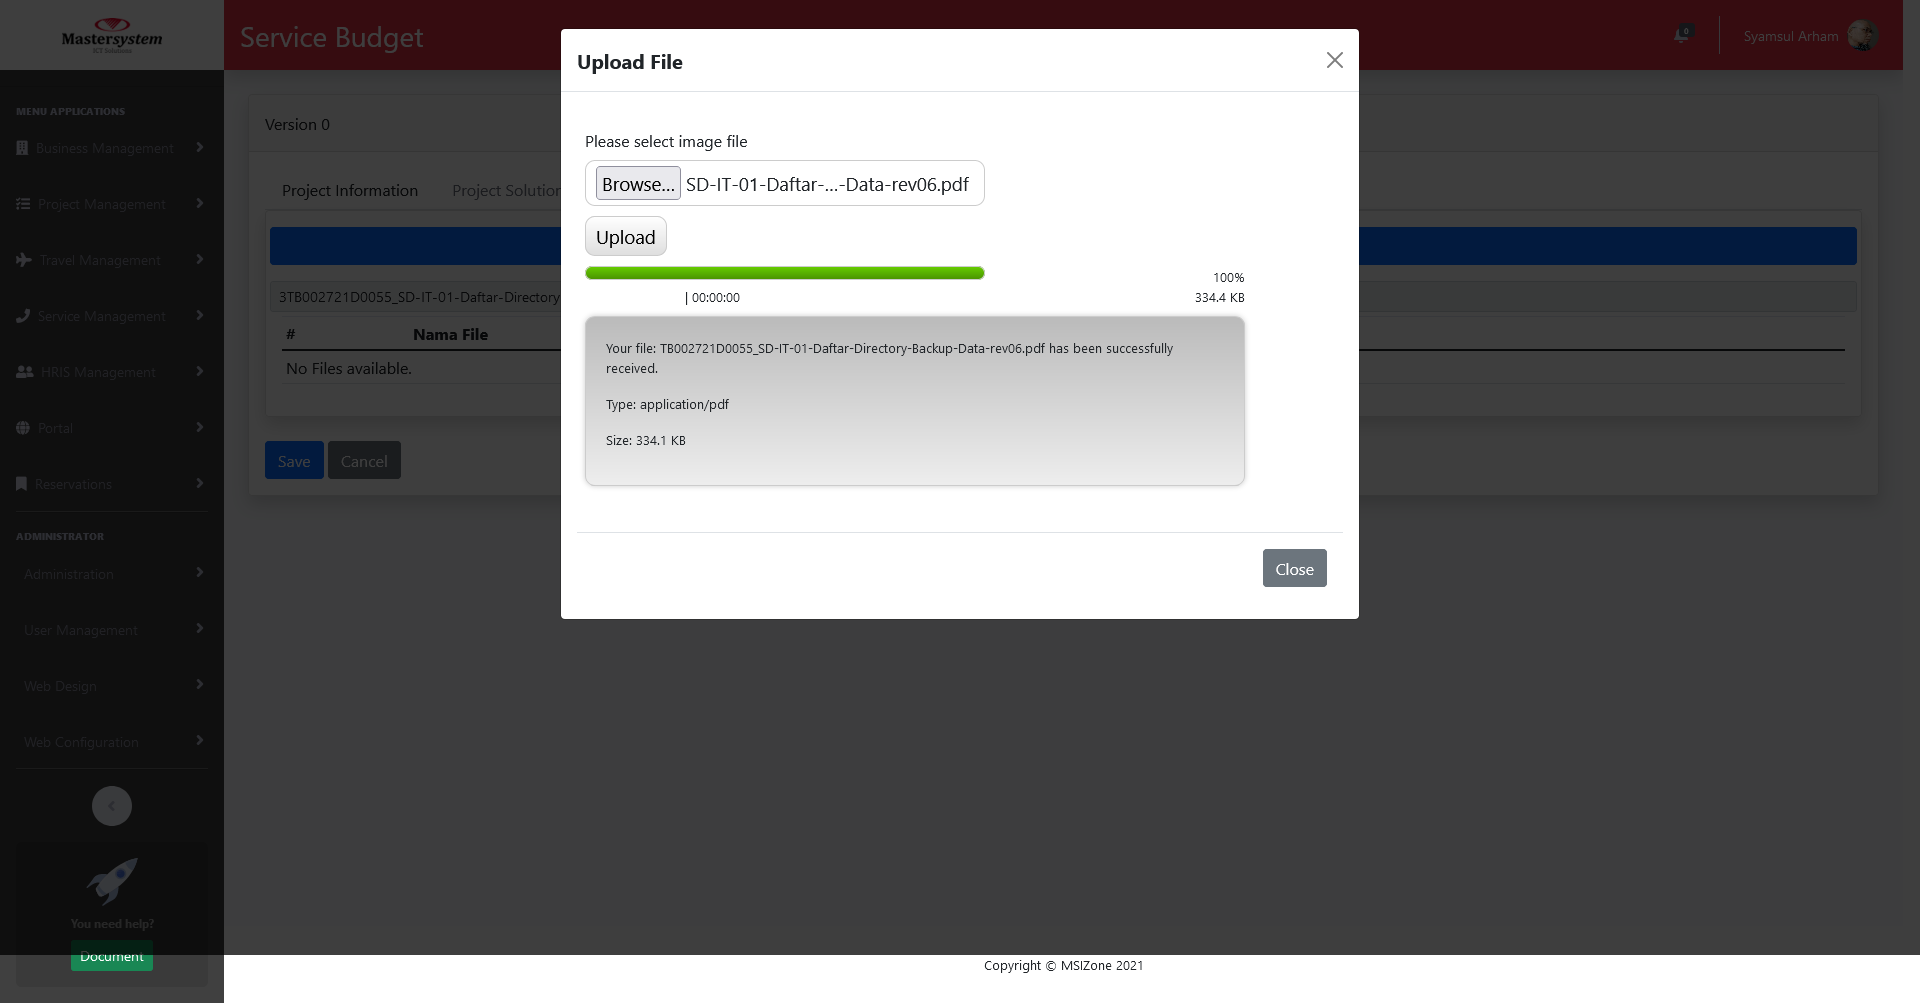 Mastersystem
ICT Solutions
Service Budget
0
Syamsul Arham
MENU APPLICATIONS
Business Management
Project Management
Travel Management
Service Management
HRIS Management
Portal
Reservations
ADMINISTRATOR
Administration
User Management
Web Design
Web Configuration
You need help?
Document
Version 0
Project Information
Project Solution
3TB002721D0055_SD-IT-01-Daftar-Directory
# Nama File
No Files available.
Save Cancel
Upload File
Please select image file
Browse... SD-IT-01-Daftar-...-Data-rev06.pdf
Upload
100%
| 00:00:00 334.4 KB
Your file: TB002721D0055_SD-IT-01-Daftar-Directory-Backup-Data-rev06.pdf has been successfully
received.
Type: application/pdf
Size: 334.1 KB
Close
Copyright © MSIZone 2021